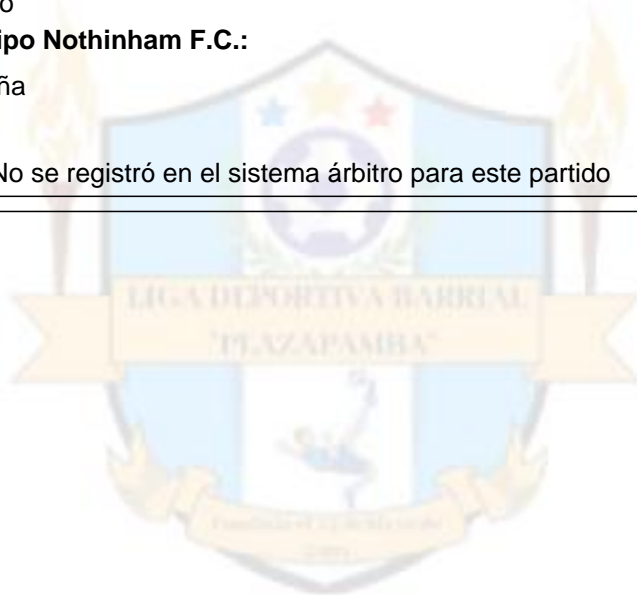 o
ipo Nothinham F.C.:
ña
No se registró en el sistema árbitro para este partido
LIGA DEPORTIVA BARRIAL
"PLAZAPAMBA"